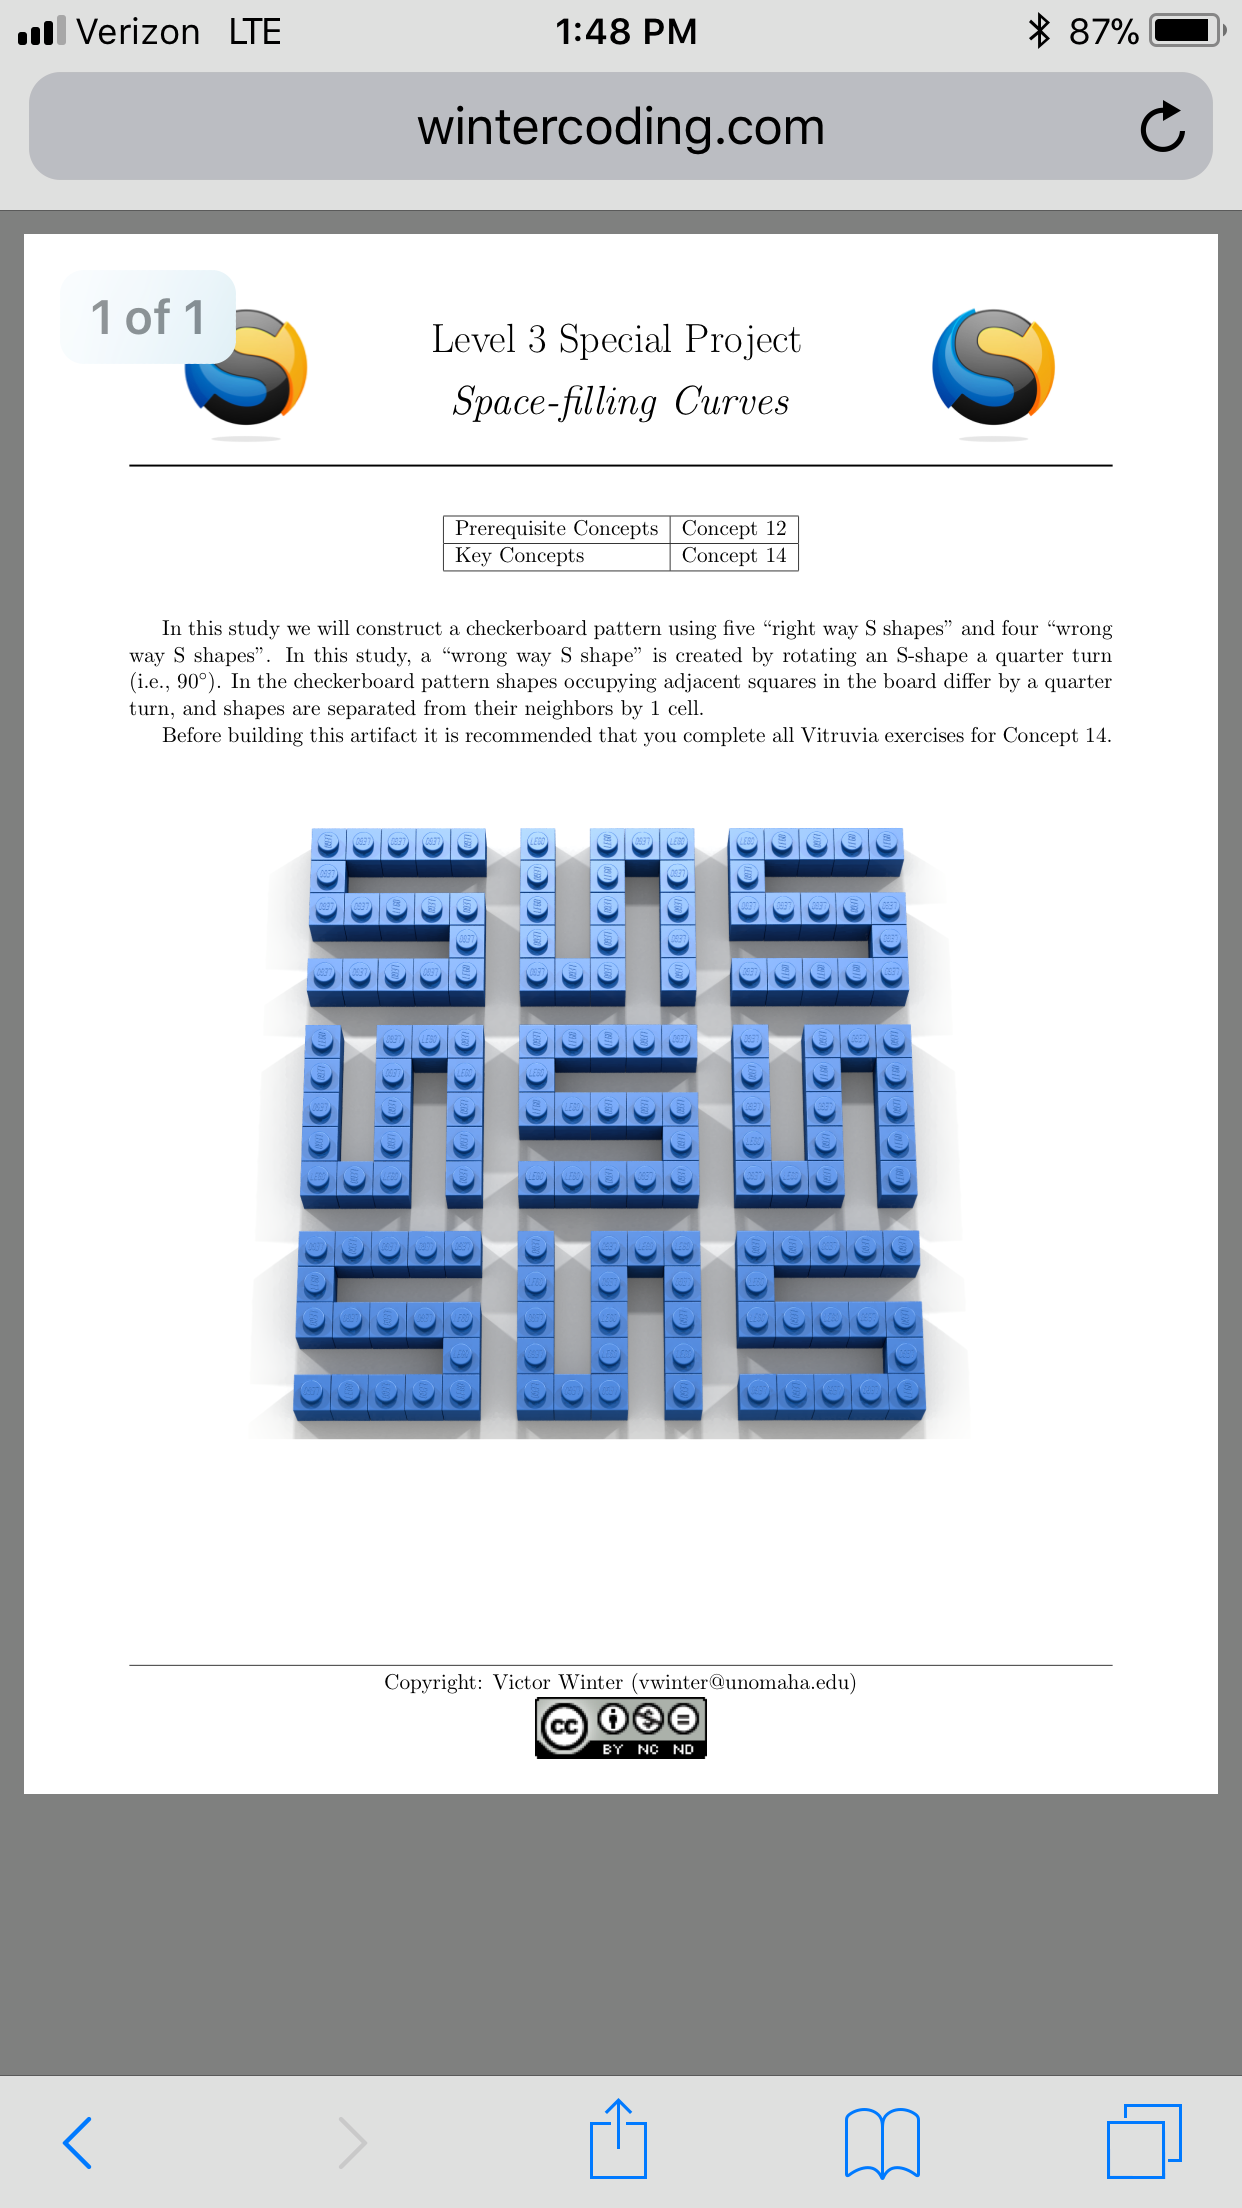 Verizon LTE 1:48 PM 87%
wintercoding.com
1 of 1
Level 3 Special Project
Space-filling Curves
Prerequisite Concepts Concept 12
Key Concepts Concept 14
In this study we will construct a checkerboard pattern using five “right way S shapes” and four “wrong
way S shapes”. In this study, a “wrong way S shape” is created by rotating an S-shape a quarter turn
(i.e., 90°). In the checkerboard pattern shapes occupying adjacent squares in the board differ by a quarter
turn, and shapes are separated from their neighbors by 1 cell.
Before building this artifact it is recommended that you complete all Vitruvia exercises for Concept 14.
Copyright: Victor Winter (vwinter@unomaha.edu)
cc
BY NC ND